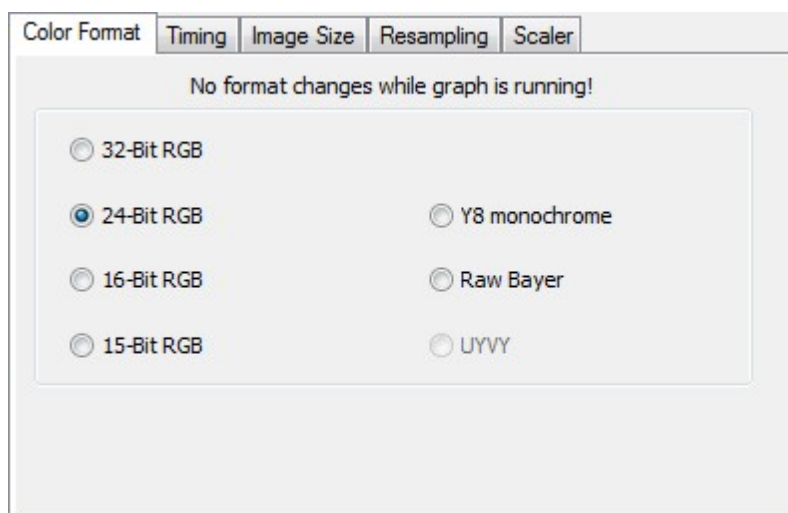 Color Format Timing Image Size Resampling Scaler
No format changes while graph is running!
32-Bit RGB
24-Bit RGB Y8 monochrome
16-Bit RGB Raw Bayer
15-Bit RGB UYVY